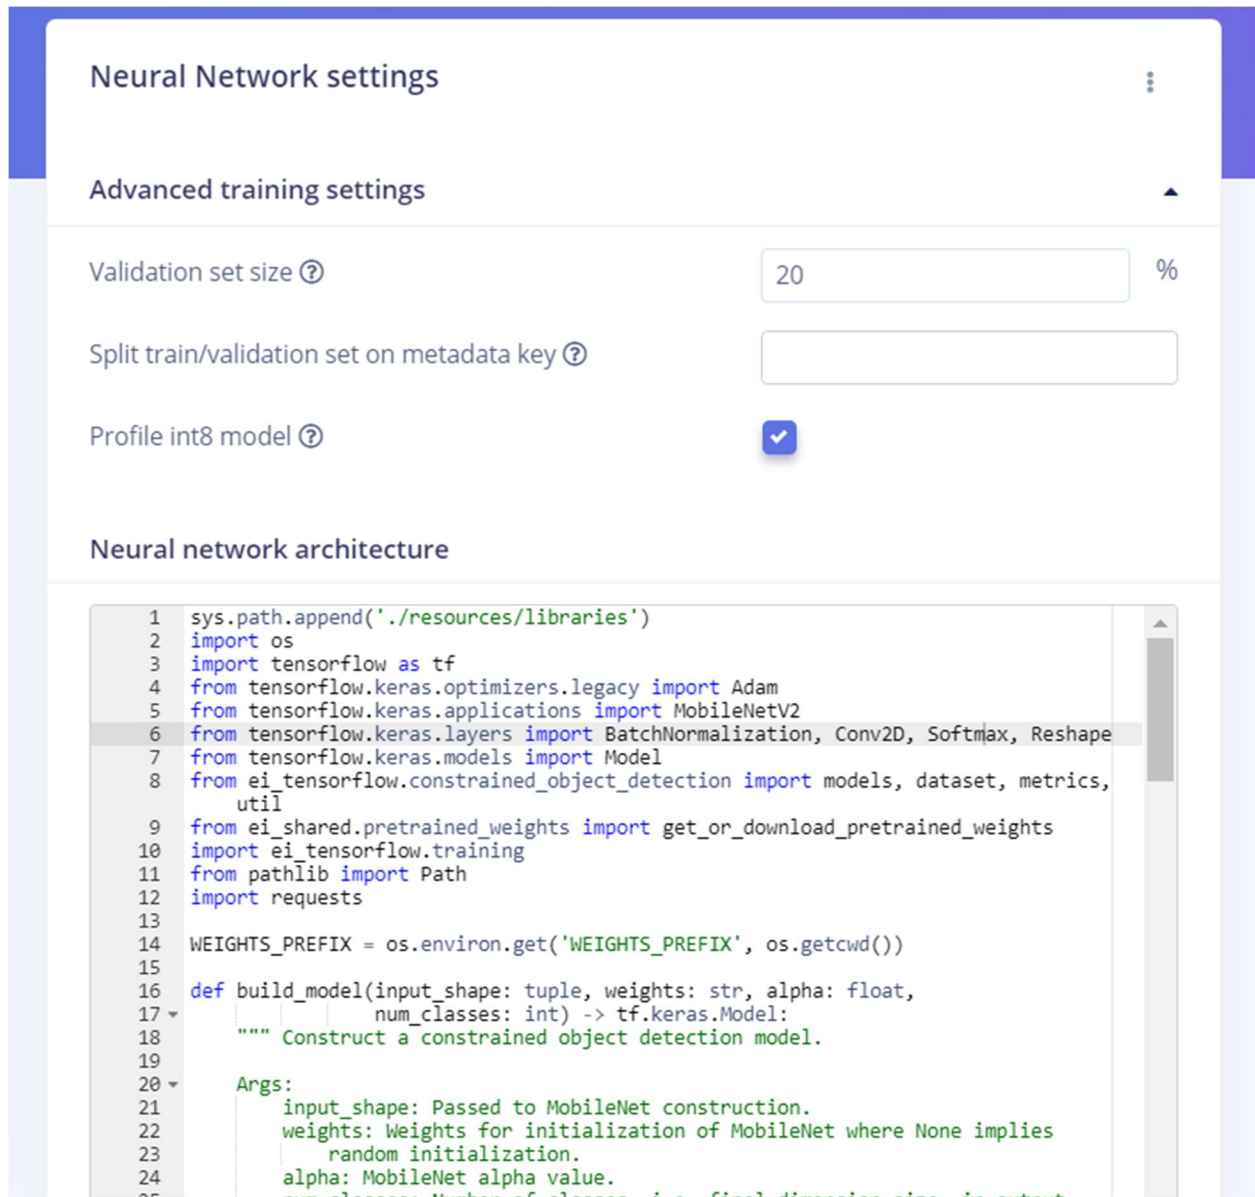 Neural Network settings
Advanced training settings
Validation set size
20
%
Split train/validation set on metadata key
Profile int8 model
Neural network architecture
1 sys.path.append('./resources/libraries')
2 import os
3 import tensorflow as tf
4 from tensorflow.keras.optimizers.legacy import Adam
5 from tensorflow.keras.applications import MobileNetV2
6 from tensorflow.keras.layers import BatchNormalization, Conv2D, Softmax, Reshape
7 from tensorflow.keras.models import Model
8 from ei_tensorflow.constrained_object_detection import models, dataset, metrics,
util
9 from ei_shared.pretrained_weights import get_or_download_pretrained_weights
10 import ei_tensorflow.training
11 from pathlib import Path
12 import requests
13
14 WEIGHTS_PREFIX = os.environ.get('WEIGHTS_PREFIX', os.getcwd())
15
16 def build_model(input_shape: tuple, weights: str, alpha: float,
17 num_classes: int) -> tf.keras.Model:
18 """ Construct a constrained object detection model.
19
20 Args:
21 input_shape: Passed to MobileNet construction.
22 weights: Weights for initialization of MobileNet where None implies
23 random initialization.
24 alpha: MobileNet alpha value.